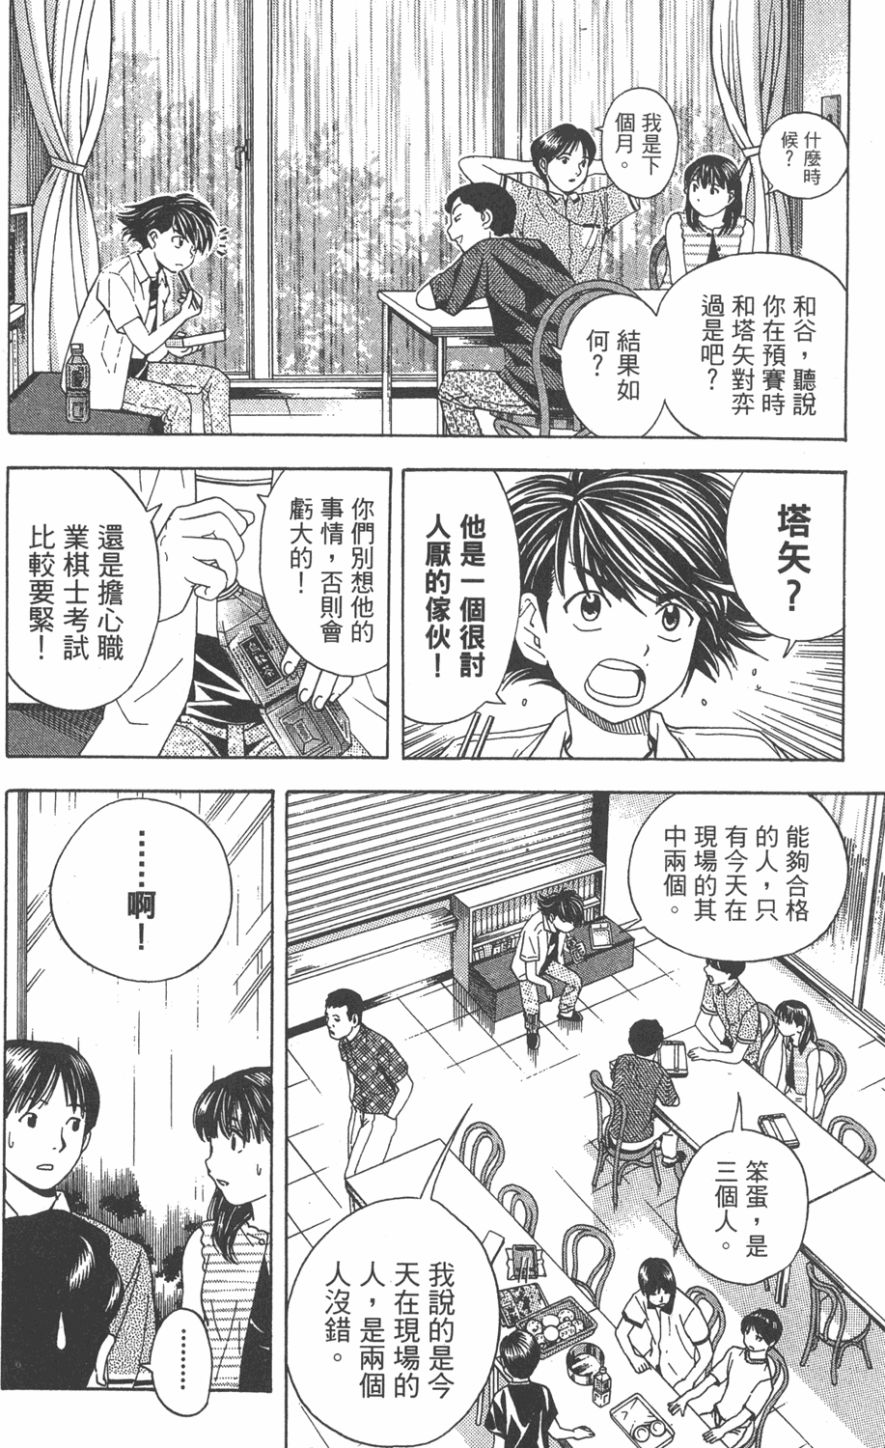 什麼時
候？
我是下
個月。
和谷，聽說
你在預賽時
和塔矢對弈
過是吧？
結果如
何？
塔矢？
他是一個很討
人厭的傢伙！
你們別想他的
事情，否則會
虧大的！
還是擔心職
業棋士考試
比較要緊！
能夠合格
的人，只
有今天在
現場的其
中兩個。
笨蛋，是
三個人。
我說的是今
天在現場的
人，是兩個
人沒錯。
……啊！
………